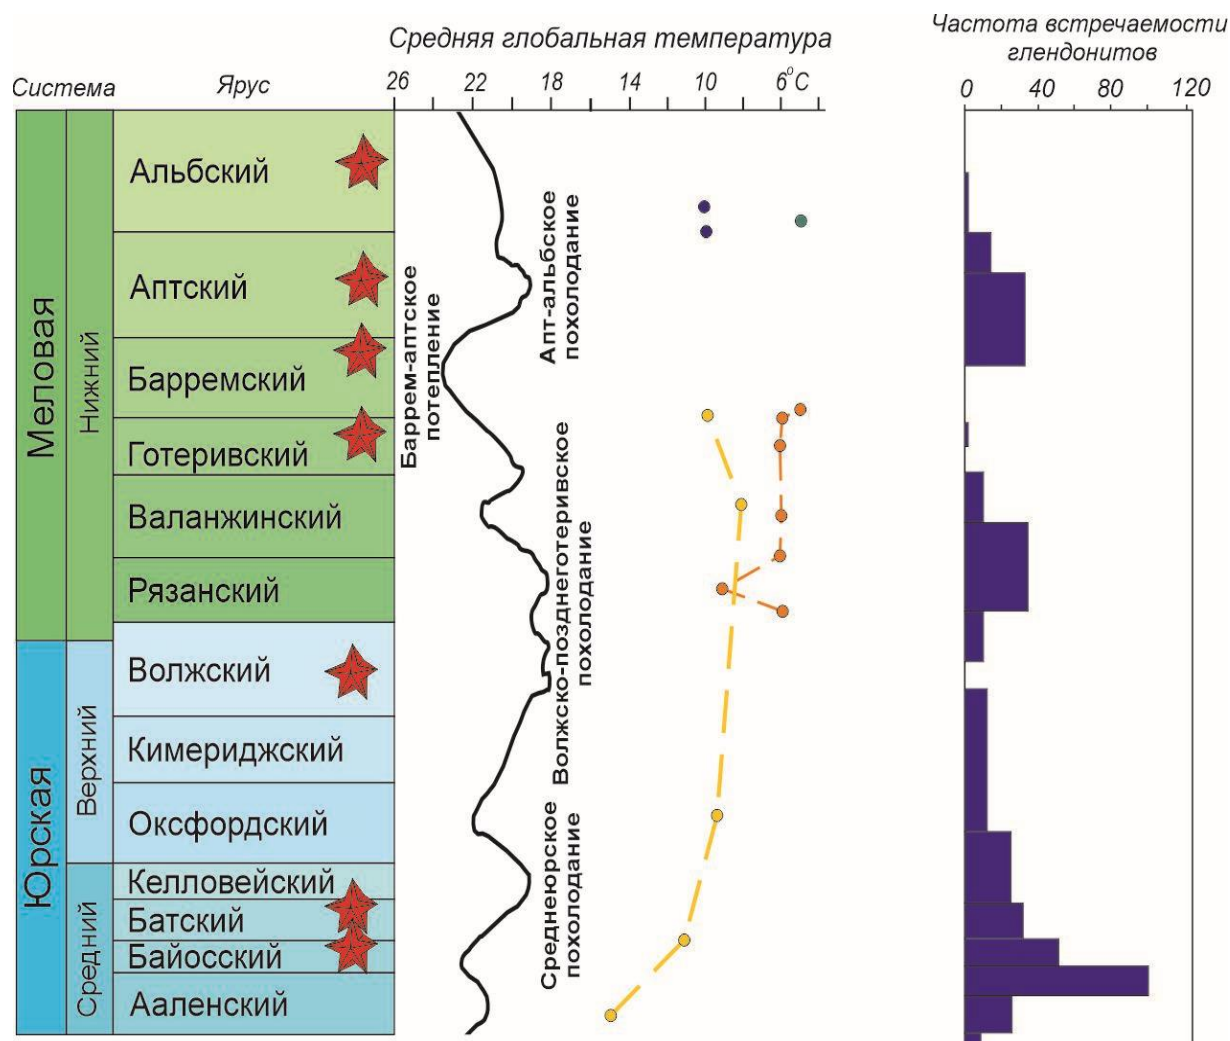 Средняя глобальная температура
Частота встречаемости
глендонитов
Система
Ярус
26 22 18 14 10 6°C
0 40 80 120
Меловая
Нижний
Альбский
Аптский
Барремский
Готеривский
Валанжинский
Рязанский
Юрская
Верхний
Волжский
Кимериджский
Оксфордский
Средний
Келловейский
Батский
Байосский
Ааленский
Баррем-аптское
потепление
Апт-альбское
похолодание
Волжско-позднеготеривское
похолодание
Среднеюрское
похолодание